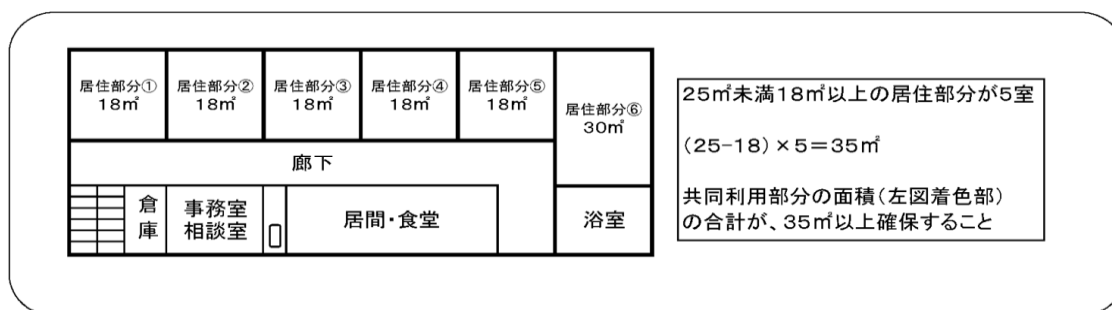 居住部分①
18㎡
居住部分②
18㎡
居住部分③
18㎡
居住部分④
18㎡
居住部分⑤
18㎡
居住部分⑥
30㎡
廊下
倉
庫
事務室
相談室
居間・食堂
浴室
25㎡未満18㎡以上の居住部分が5室
(25-18)×5=35㎡
共同利用部分の面積(左図着色部)
の合計が、35㎡以上確保すること